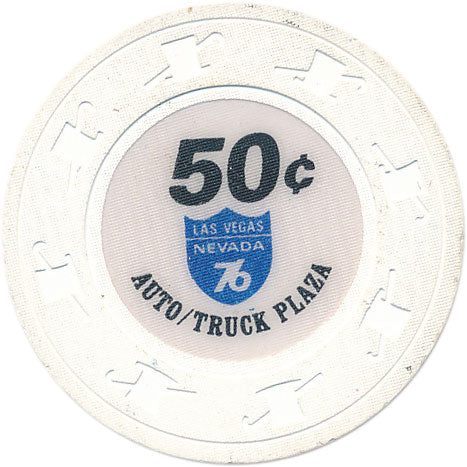 50¢
LAS VEGAS
NEVADA
76
AUTO/TRUCK PLAZA